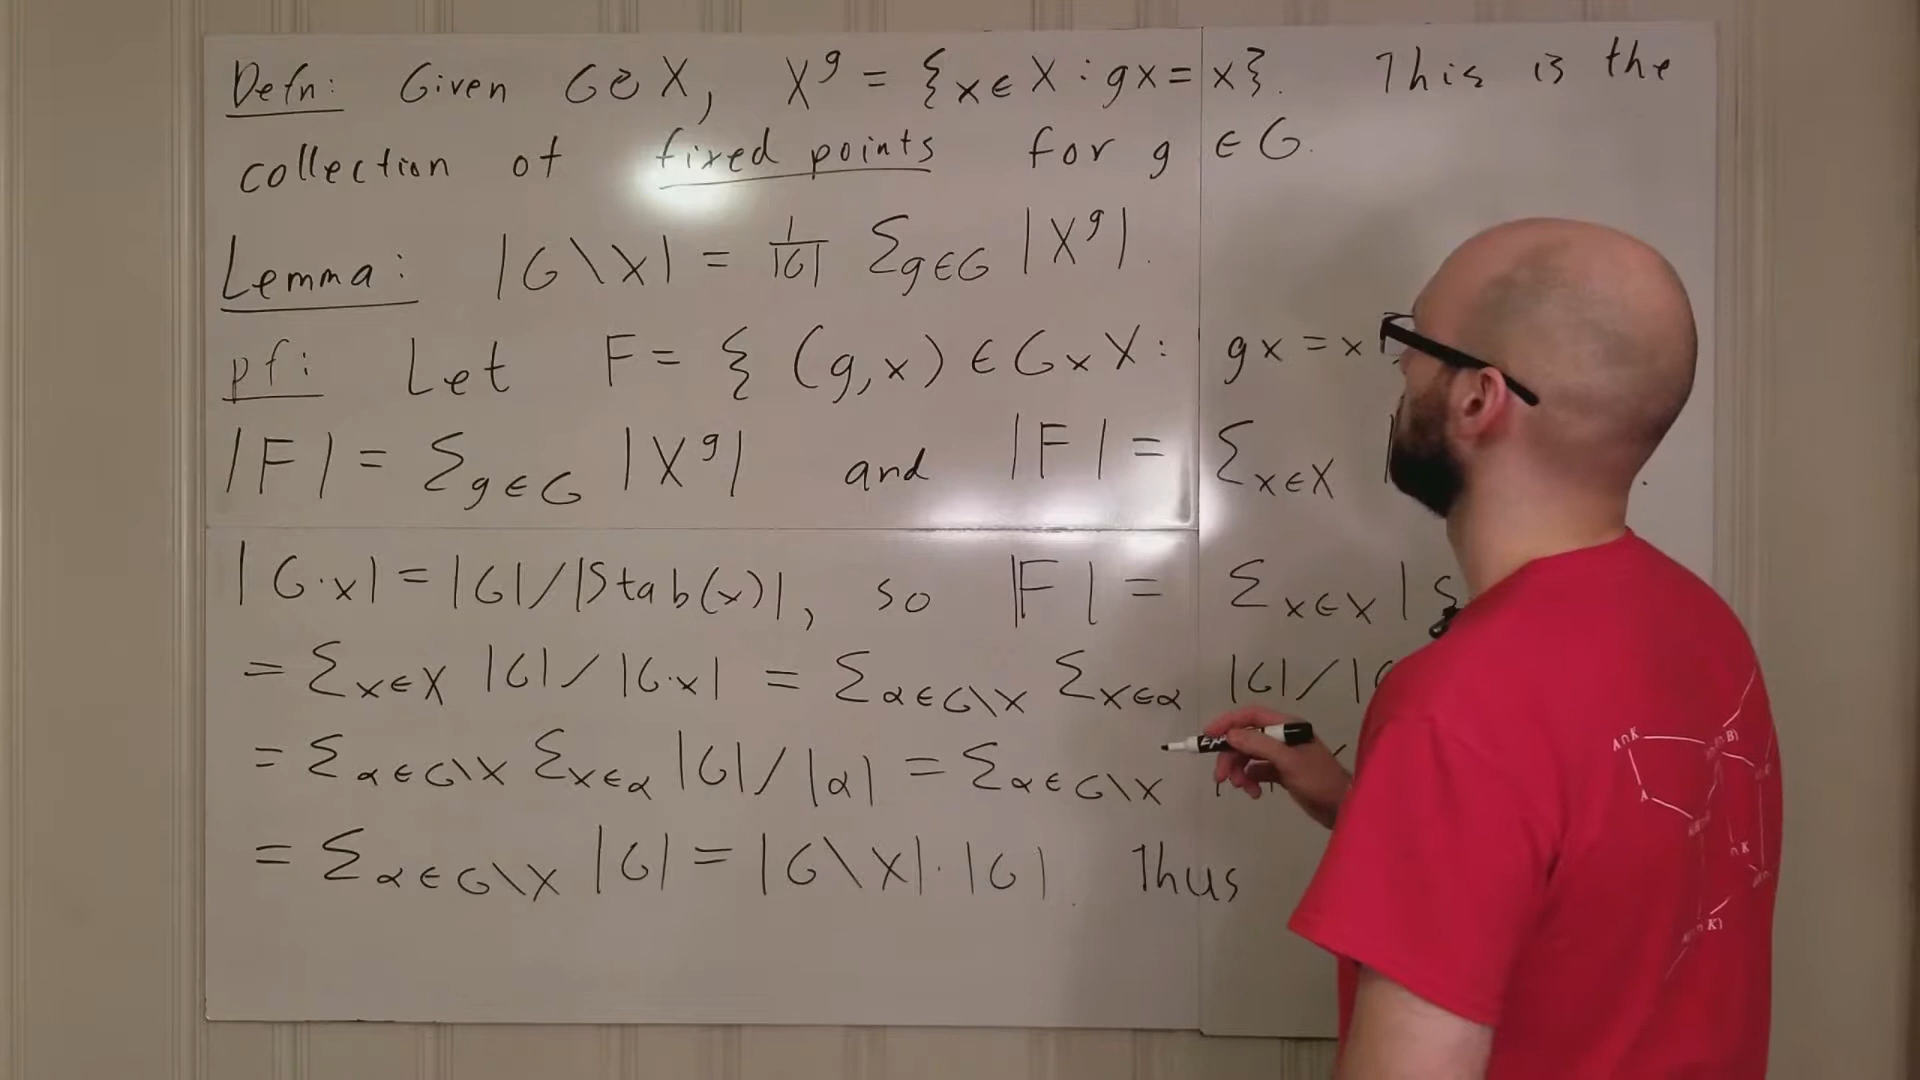 Defn: Given G↻X, X^g = {x∈X : gx = x}. This is the
collection of fixed points for g ∈ G.
Lemma: |G\X| = 1/|G| Σ_{g∈G} |X^g|.
pf: Let F = { (g,x) ∈ G×X : gx = x
|F| = Σ_{g∈G} |X^g| and |F| = Σ_{x∈X} |
|G·x| = |G|/|Stab(x)|, so |F| = Σ_{x∈X} |S
= Σ_{x∈X} |G|/|G·x| = Σ_{α∈G\X} Σ_{x∈α} |G|/|G
= Σ_{α∈G\X} Σ_{x∈α} |G|/|α| = Σ_{α∈G\X}
= Σ_{α∈G\X} |G| = |G\X|·|G|. Thus
A∩K
B)
A
K
K)